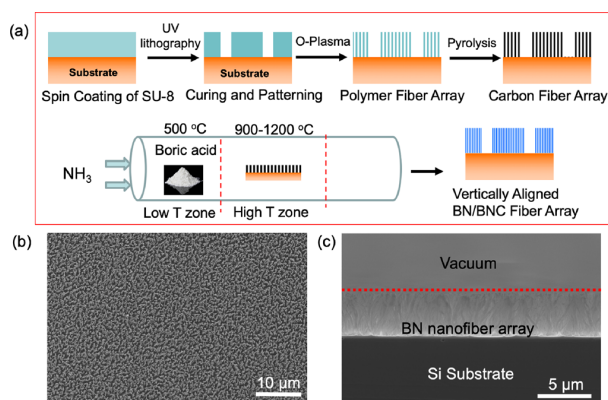 (a)
UV
lithography
O-Plasma
Pyrolysis
Substrate
Substrate
Spin Coating of SU-8
Curing and Patterning
Polymer Fiber Array
Carbon Fiber Array
500 °C
900-1200 °C
Boric acid
NH3
Low T zone
High T zone
Vertically Aligned
BN/BNC Fiber Array
(b)
10 µm
(c)
Vacuum
BN nanofiber array
Si Substrate
5 µm